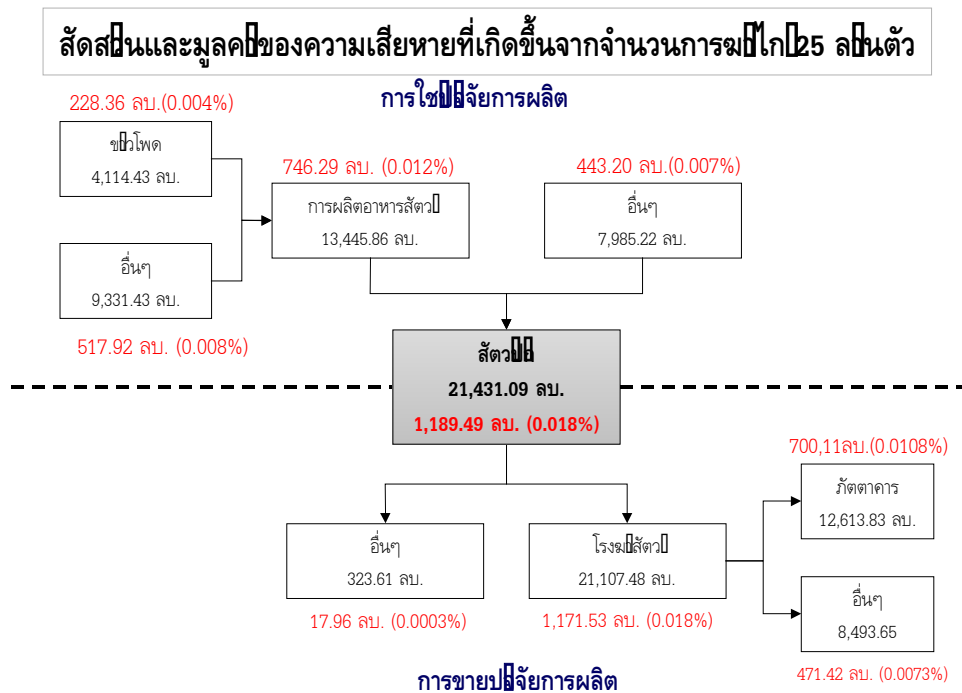 สัดส่วนและมูลค่าของความเสียหายที่เกิดขึ้นจากจำนวนการฆ่าไก่ 25 ล้านตัว
การใช้ปัจจัยการผลิต
228.36 ลบ.(0.004%)
ข้าวโพด
4,114.43 ลบ.
746.29 ลบ. (0.012%)
การผลิตอาหารสัตว์
13,445.86 ลบ.
443.20 ลบ.(0.007%)
อื่นๆ
7,985.22 ลบ.
อื่นๆ
9,331.43 ลบ.
517.92 ลบ. (0.008%)
สัตว์ปีก
21,431.09 ลบ.
1,189.49 ลบ. (0.018%)
700,11ลบ.(0.0108%)
ภัตตาคาร
12,613.83 ลบ.
อื่นๆ
323.61 ลบ.
17.96 ลบ. (0.0003%)
โรงฆ่าสัตว์
21,107.48 ลบ.
1,171.53 ลบ. (0.018%)
อื่นๆ
8,493.65
471.42 ลบ. (0.0073%)
การขายปัจจัยการผลิต